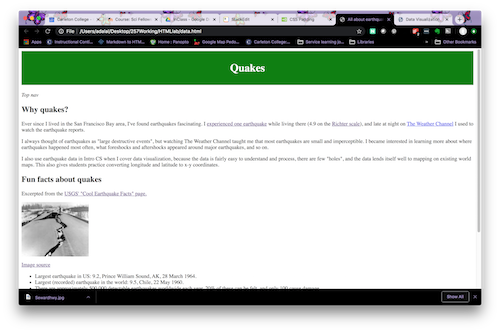 Carleton College
Course: Sci Fellow
CSS Padding
All about earthqu
Data Visualization
File /Users/adalal/Desktop/257Working/HTMLlab/data.html
Apps
Instructional Conti...
Markdown to HTM...
Home : Panopto
Google Map Pedo...
Carleton College:...
Service learning jo...
Libraries
Other Bookmarks
Quakes
Top nav
Why quakes?
Ever since I lived in the San Francisco Bay area, I've found earthquakes fascinating. I experienced one earthquake while living there (4.9 on the Richter scale), and late at night on The Weather Channel I used to
watch the earthquake reports.
I always thought of earthquakes as "large destructive events", but watching The Weather Channel taught me that most earthquakes are small and imperceptible. I became interested in learning more about where
earthquakes happened most often, what foreshocks and aftershocks appeared around major earthquakes, and so on.
I also use earthquake data in Intro CS when I cover data visualization, because the data is fairly easy to understand and process, there are few "holes", and the data lends itself well to mapping on existing world
maps. This also gives students practice converting longitude and latitude to x-y coordinates.
Fun facts about quakes
Excerpted from the USGS "Cool Earthquake Facts" page.
Image source
Largest earthquake in US: 9.2, Prince William Sound, AK, 28 March 1964.
Largest (recorded) earthquake in the world: 9.5, Chile, 22 May 1960.
Sewardhwy.jpg
Show All